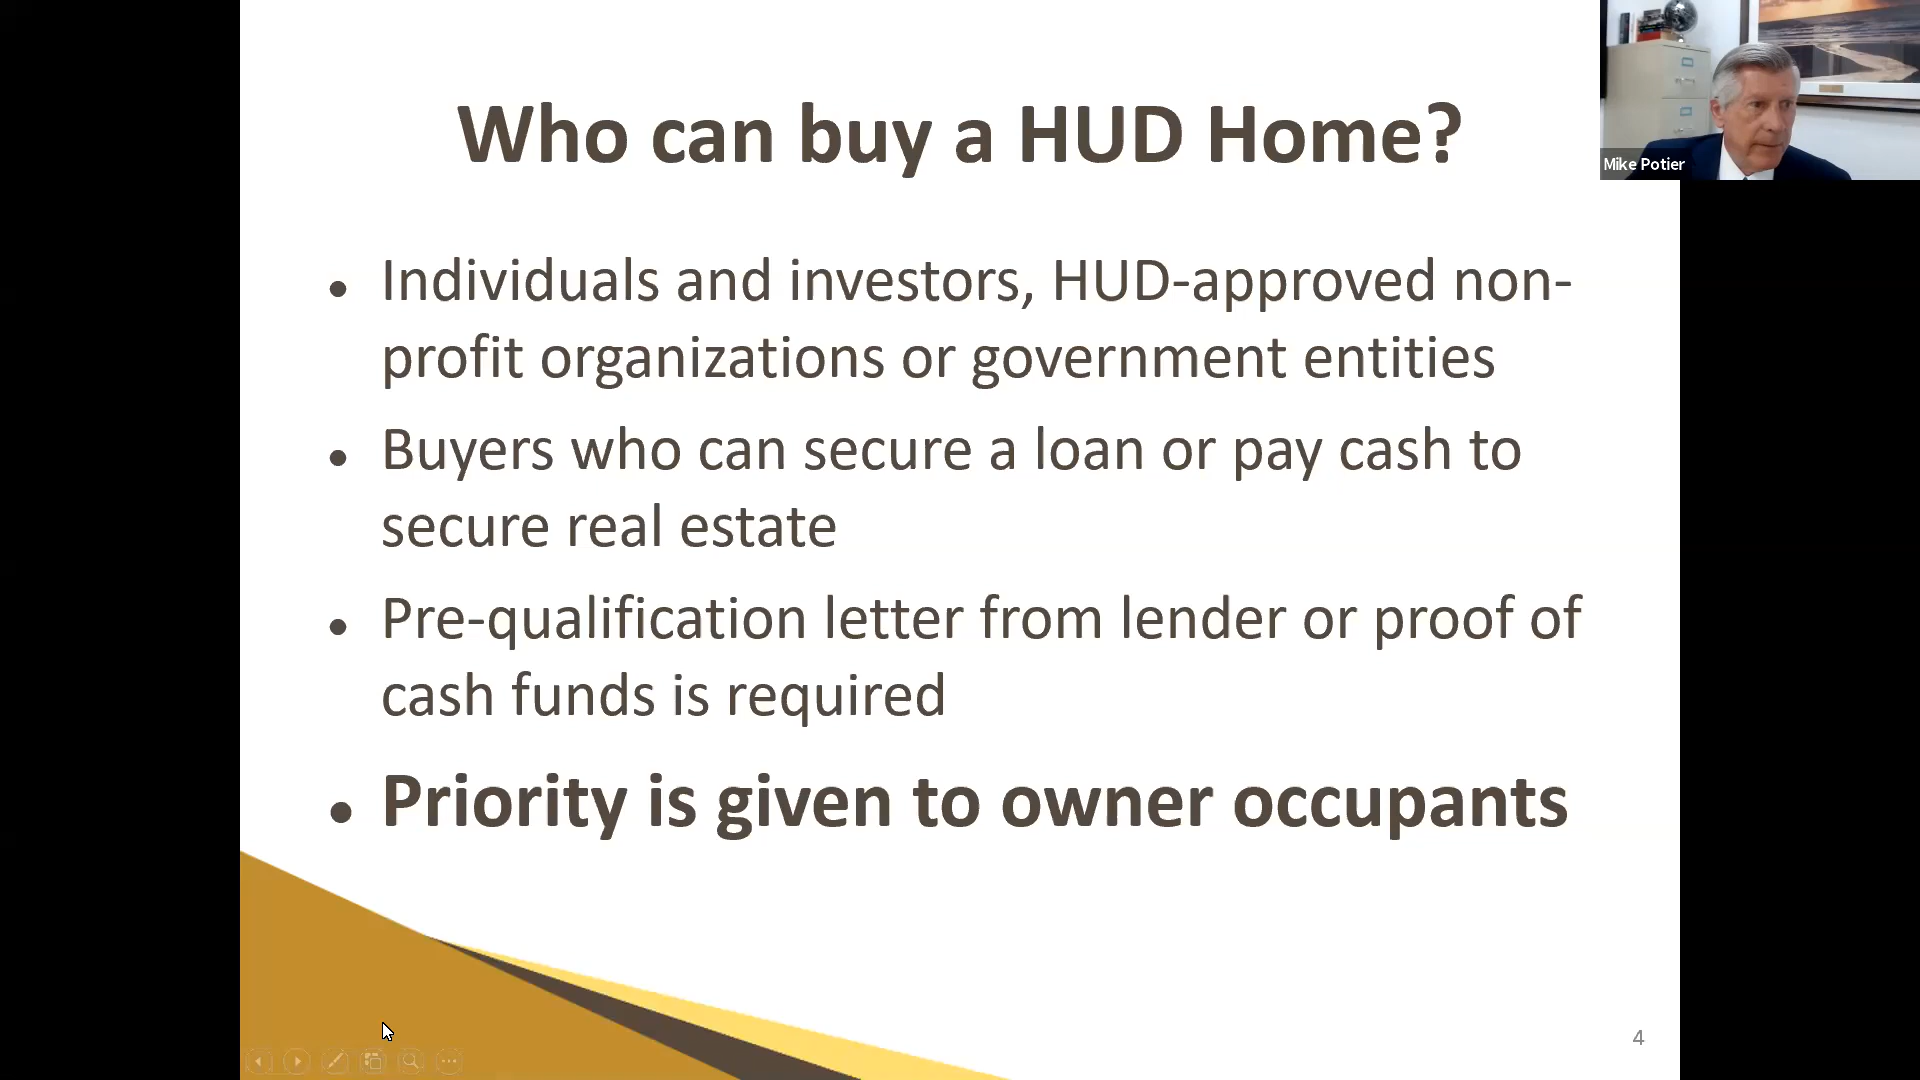 Who can buy a HUD Home?
Mike Potier
• Individuals and investors, HUD-approved non-
profit organizations or government entities
• Buyers who can secure a loan or pay cash to
secure real estate
• Pre-qualification letter from lender or proof of
cash funds is required
• Priority is given to owner occupants
4